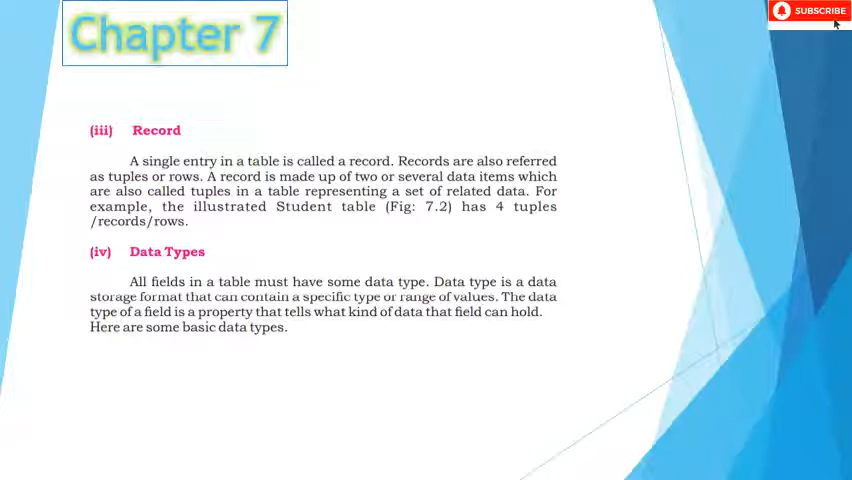 Chapter 7
SUBSCRIBE
(iii) Record
A single entry in a table is called a record. Records are also referred
as tuples or rows. A record is made up of two or several data items which
are also called tuples in a table representing a set of related data. For
example, the illustrated Student table (Fig: 7.2) has 4 tuples
/records/rows.
(iv) Data Types
All fields in a table must have some data type. Data type is a data
storage format that can contain a specific type or range of values. The data
type of a field is a property that tells what kind of data that field can hold.
Here are some basic data types.